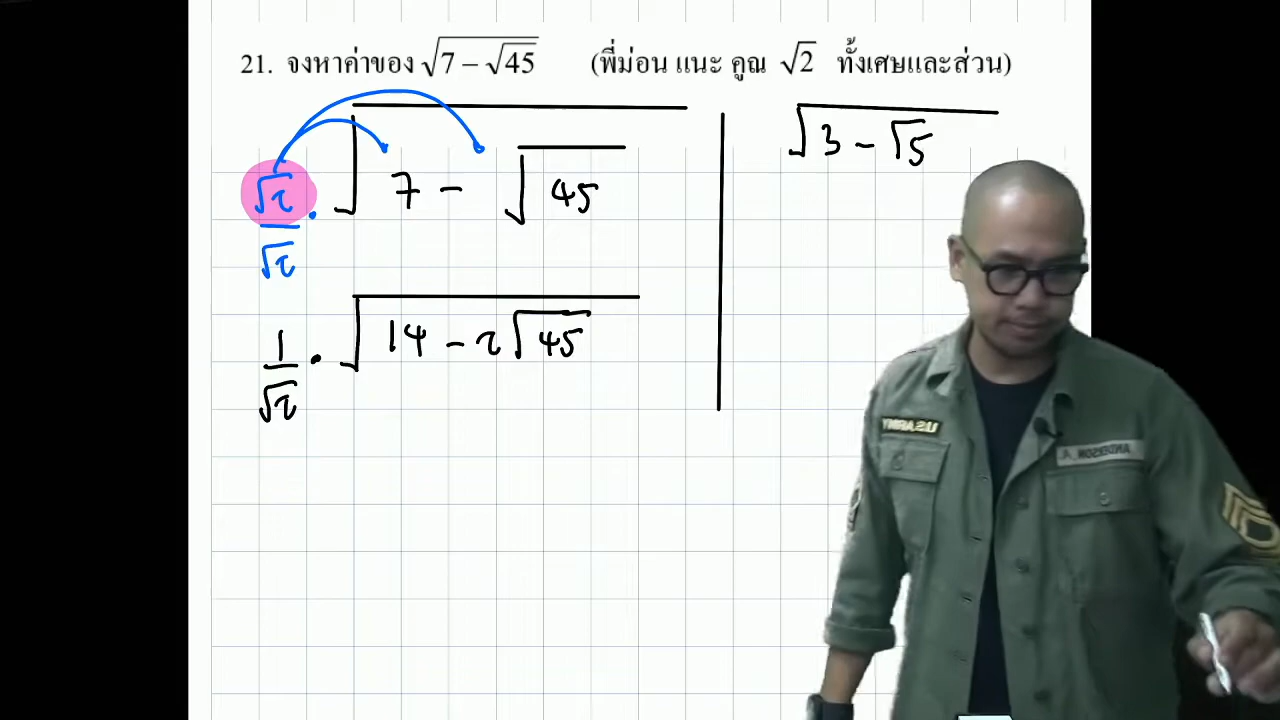 21. จงหาค่าของ √(7 − √45) (พี่ม่อน แนะ คูณ √2 ทั้งเศษและส่วน)
√2/√2 · √(7 − √45)
1/√2 · √(14 − 2√45)
√(3 − √5)
U.S. ARMY
ANDERSON. A.